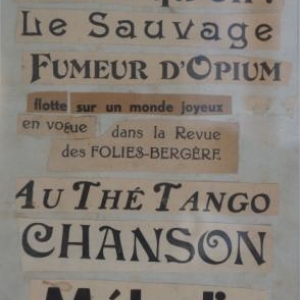 Le Sauvage
FUMEUR D'OPIUM
flotte sur un monde joyeux
en vogue dans la Revue
des FOLIES-BERGÈRE
AU THÉ TANGO
CHANSON